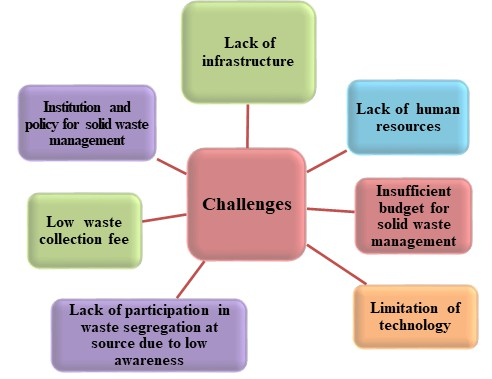 Lack of
infrastructure
Institution and
policy for solid waste
management
Lack of human
resources
Challenges
Insufficient
budget for
solid waste
management
Low waste
collection fee
Lack of participation in
waste segregation at
source due to low
awareness
Limitation of
technology